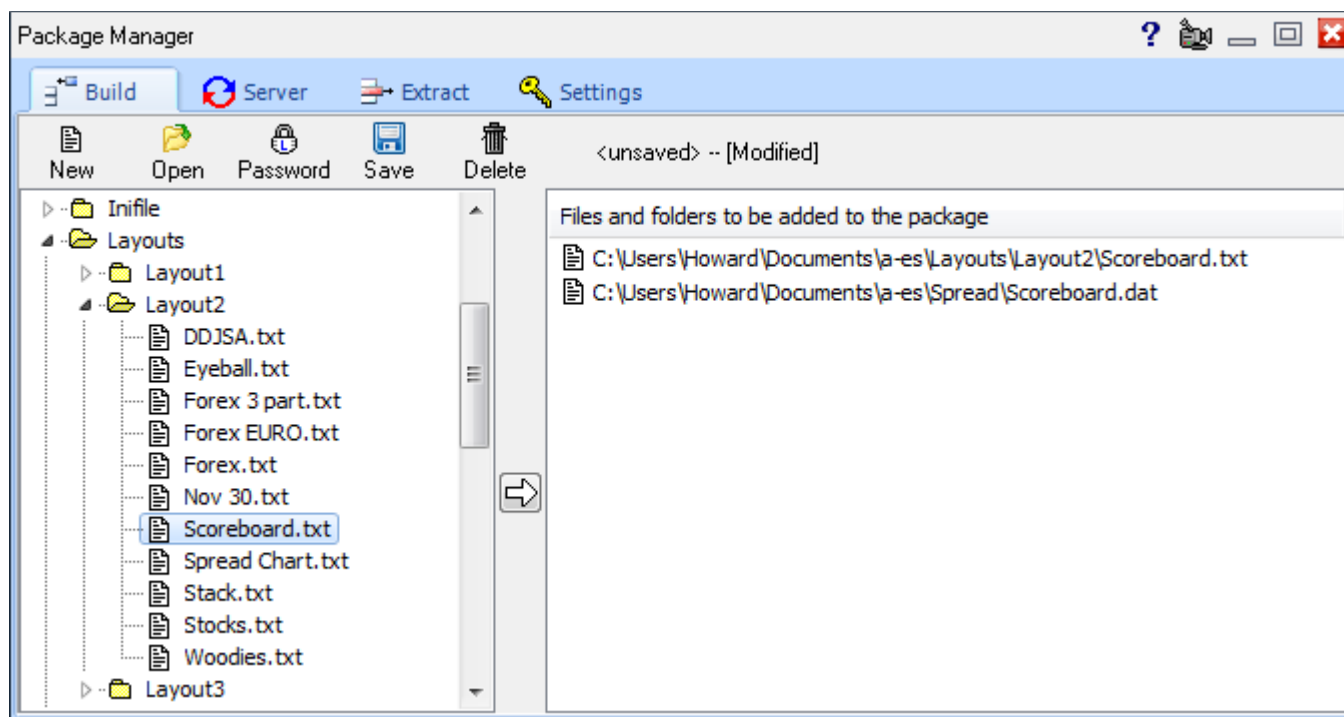 Package Manager
Build Server Extract Settings
New Open Password Save Delete <unsaved> -- [Modified]
Inifile
Layouts
Layout1
Layout2
DDJSA.txt
Eyeball.txt
Forex 3 part.txt
Forex EURO.txt
Forex.txt
Nov 30.txt
Scoreboard.txt
Spread Chart.txt
Stack.txt
Stocks.txt
Woodies.txt
Layout3
Files and folders to be added to the package
C:\Users\Howard\Documents\a-es\Layouts\Layout2\Scoreboard.txt
C:\Users\Howard\Documents\a-es\Spread\Scoreboard.dat